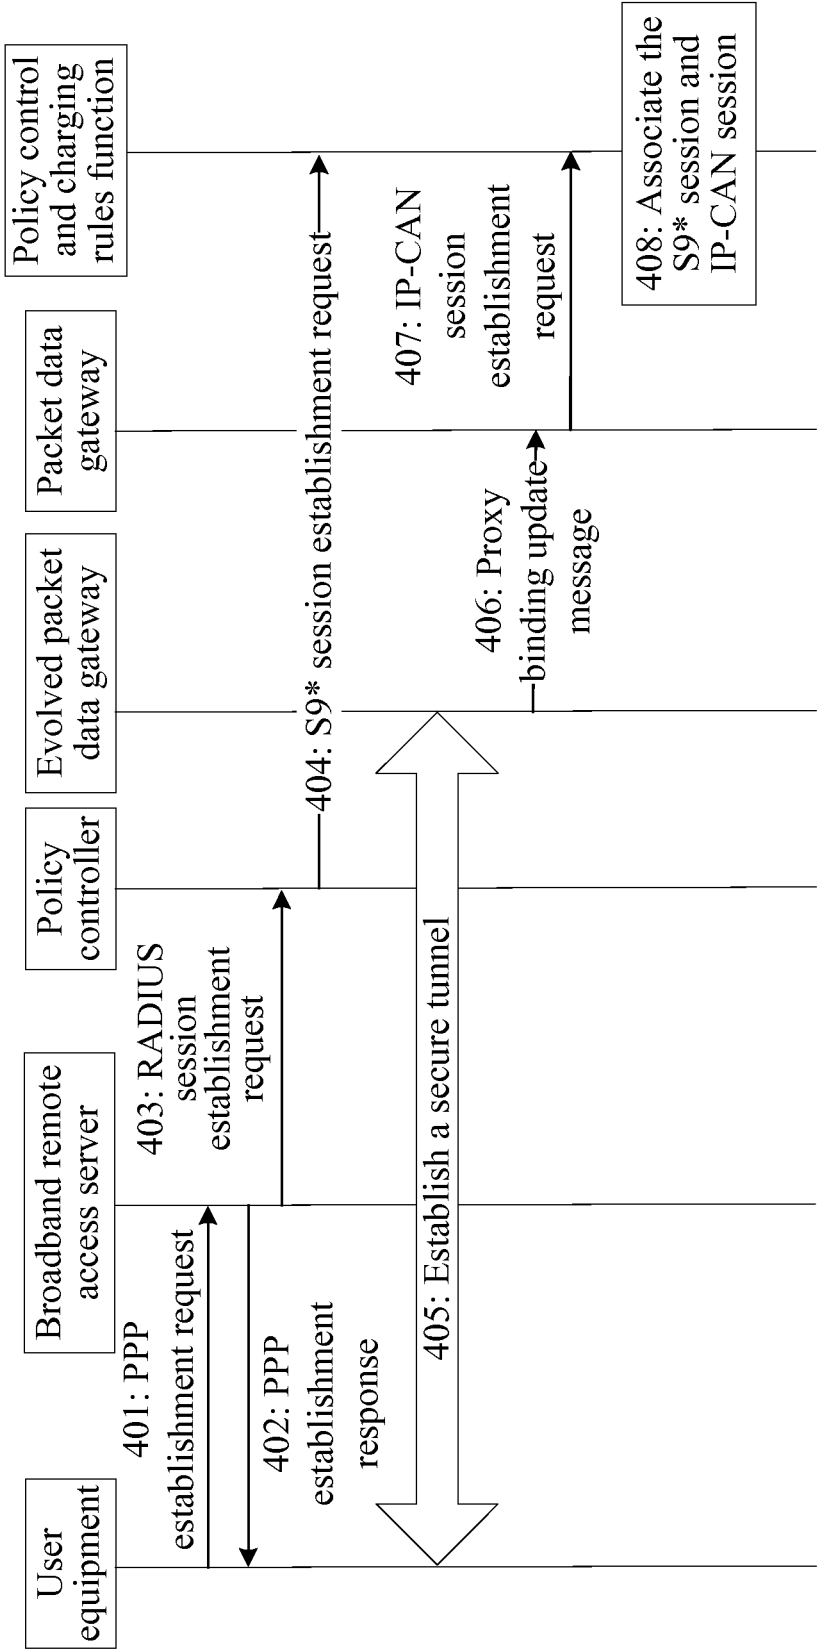 User
equipment
Broadband remote
access server
Policy
controller
Evolved packet
data gateway
Packet data
gateway
Policy control
and charging
rules function
401: PPP
establishment request
402: PPP
establishment
response
403: RADIUS
session
establishment
request
404: S9* session establishment request
405: Establish a secure tunnel
406: Proxy
binding update
message
407: IP-CAN
session
establishment
request
408: Associate the
S9* session and
IP-CAN session